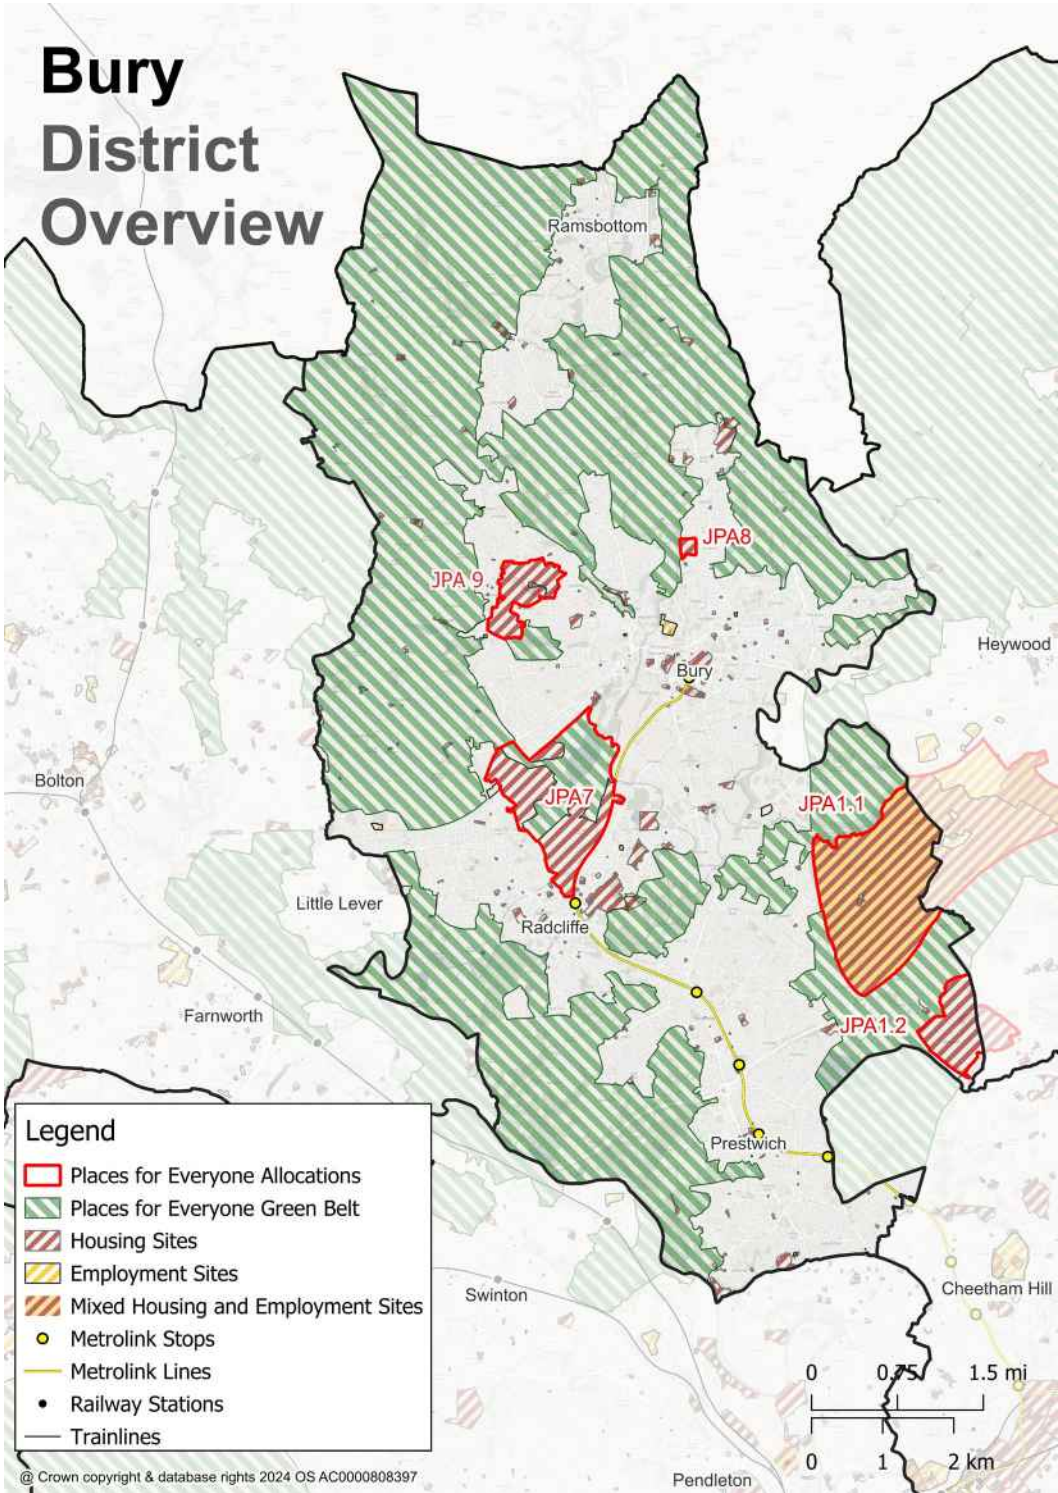 Bury
District
Overview
Ramsbottom
JPA8
JPA 9
Heywood
Bury
Bolton
JPA7
JPA1.1
Little Lever
Radcliffe
Farnworth
JPA1.2
Prestwich
Swinton
Cheetham Hill
Pendleton
Legend
Places for Everyone Allocations
Places for Everyone Green Belt
Housing Sites
Employment Sites
Mixed Housing and Employment Sites
Metrolink Stops
Metrolink Lines
Railway Stations
Trainlines
0 0.75 1.5 mi
0 1 2 km
@ Crown copyright & database rights 2024 OS AC0000808397